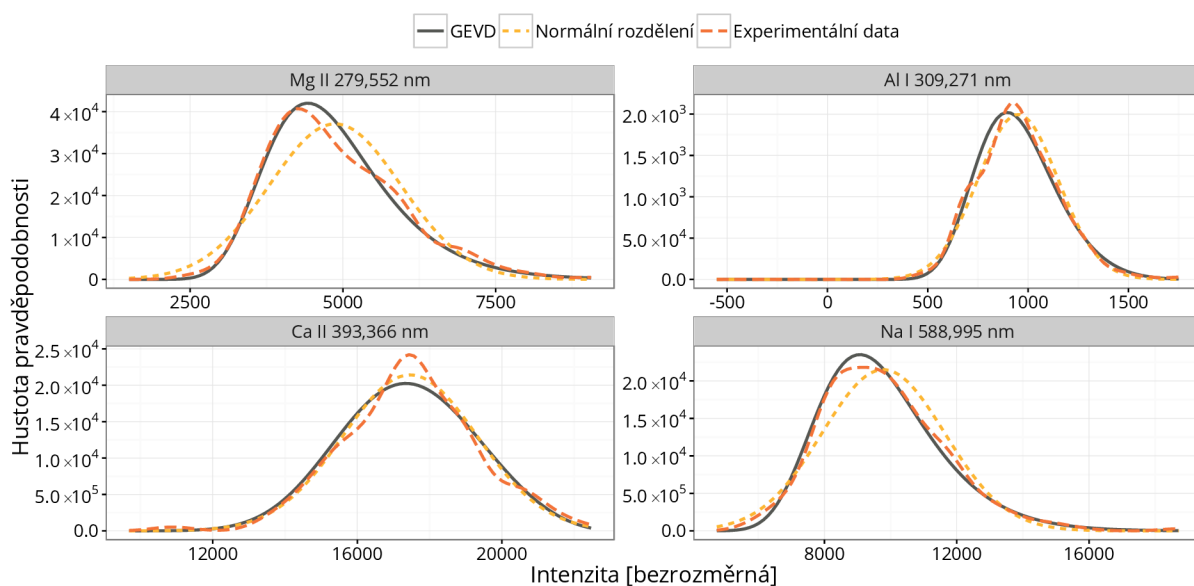 GEVD Normální rozdělení Experimentální data
Mg II 279,552 nm
Al I 309,271 nm
4×10⁴
3×10⁴
2×10⁴
1×10⁴
0
2500 5000 7500
2.0×10³
1.5×10³
1.0×10³
5.0×10⁴
0.0
-500 0 500 1000 1500
Hustota pravděpodobnosti
Ca II 393,366 nm
Na I 588,995 nm
2.5×10⁴
2.0×10⁴
1.5×10⁴
1.0×10⁴
5.0×10⁵
0.0
12000 16000 20000
2.0×10⁴
1.5×10⁴
1.0×10⁴
5.0×10⁵
0.0
8000 12000 16000
Intenzita [bezrozměrná]